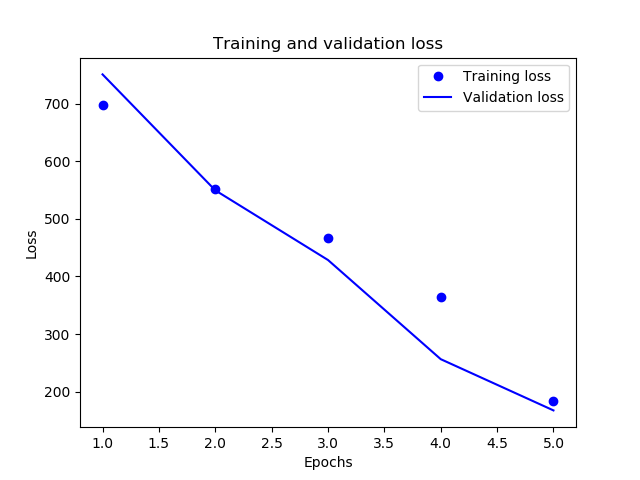 Training and validation loss
Training loss
Validation loss
700
600
500
400
300
200
Loss
1.0 1.5 2.0 2.5 3.0 3.5 4.0 4.5 5.0
Epochs